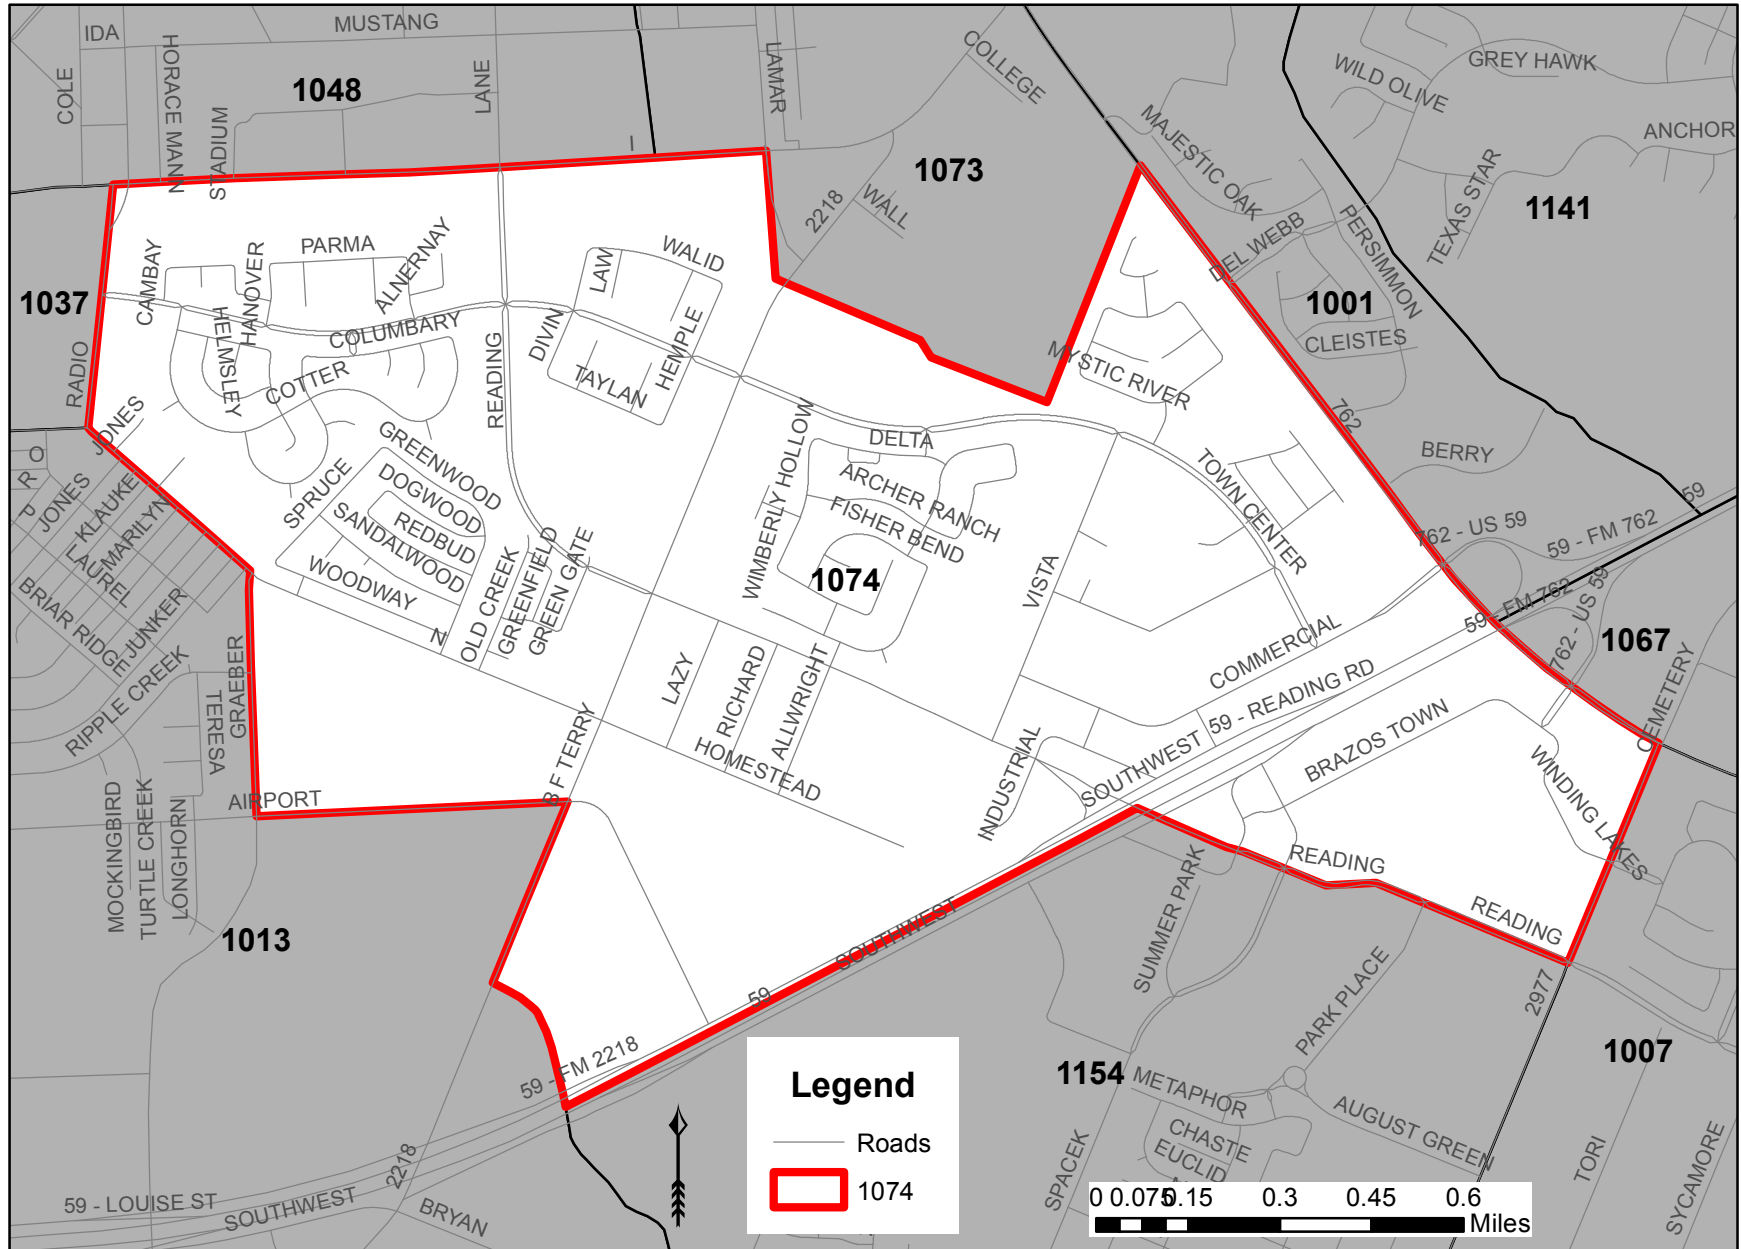 IDA
MUSTANG
COLE
HORACE MANN
1048
STADIUM
LANE
LAMAR
COLLEGE
I
1073
2218
WALL
WILD OLIVE
GREY HAWK
ANCHOR
MAJESTIC OAK
DEL WEBB
PERSIMMON
TEXAS STAR
1141
1037
RADIO
CAMBAY
HANOVER
PARMA
ALNERNAY
HELMSLEY
COLUMBARY
COTTER
READING
LAW
WALID
DIVIN
HEMPLE
TAYLAN
1001
CLEISTES
MYSTIC RIVER
762
BERRY
59
O
R
P
JONES
JONES
KLAUKE
MARILYN
LAUREL
BRIAR RIDGE
JUNKER
RIPPLE CREEK
SPRUCE
GREENWOOD
DOGWOOD
REDBUD
SANDALWOOD
WOODWAY
N
OLD CREEK
GREENFIELD
GREEN GATE
WIMBERLY HOLLOW
DELTA
ARCHER RANCH
FISHER BEND
1074
VISTA
TOWN CENTER
762 - US 59
59 - FM 762
59 - FM 762
762 - US 59
1067
CEMETERY
GRAEBER
TERESA
AIRPORT
MOCKINGBIRD
TURTLE CREEK
LONGHORN
1013
B F TERRY
LAZY
RICHARD
ALLWRIGHT
HOMESTEAD
INDUSTRIAL
COMMERCIAL
SOUTHWEST
59 - READING RD
BRAZOS TOWN
WINDING LAKES
READING
READING
SUMMER PARK
PARK PLACE
2977
1007
SOUTHWEST
59
59 - FM 2218
2218
59 - LOUISE ST
SOUTHWEST
BRYAN
1154
METAPHOR
CHASTE
EUCLID
AUGUST GREEN
SPACEK
TORI
SYCAMORE
Legend
Roads
1074
0 0.075 0.15 0.3 0.45 0.6
Miles